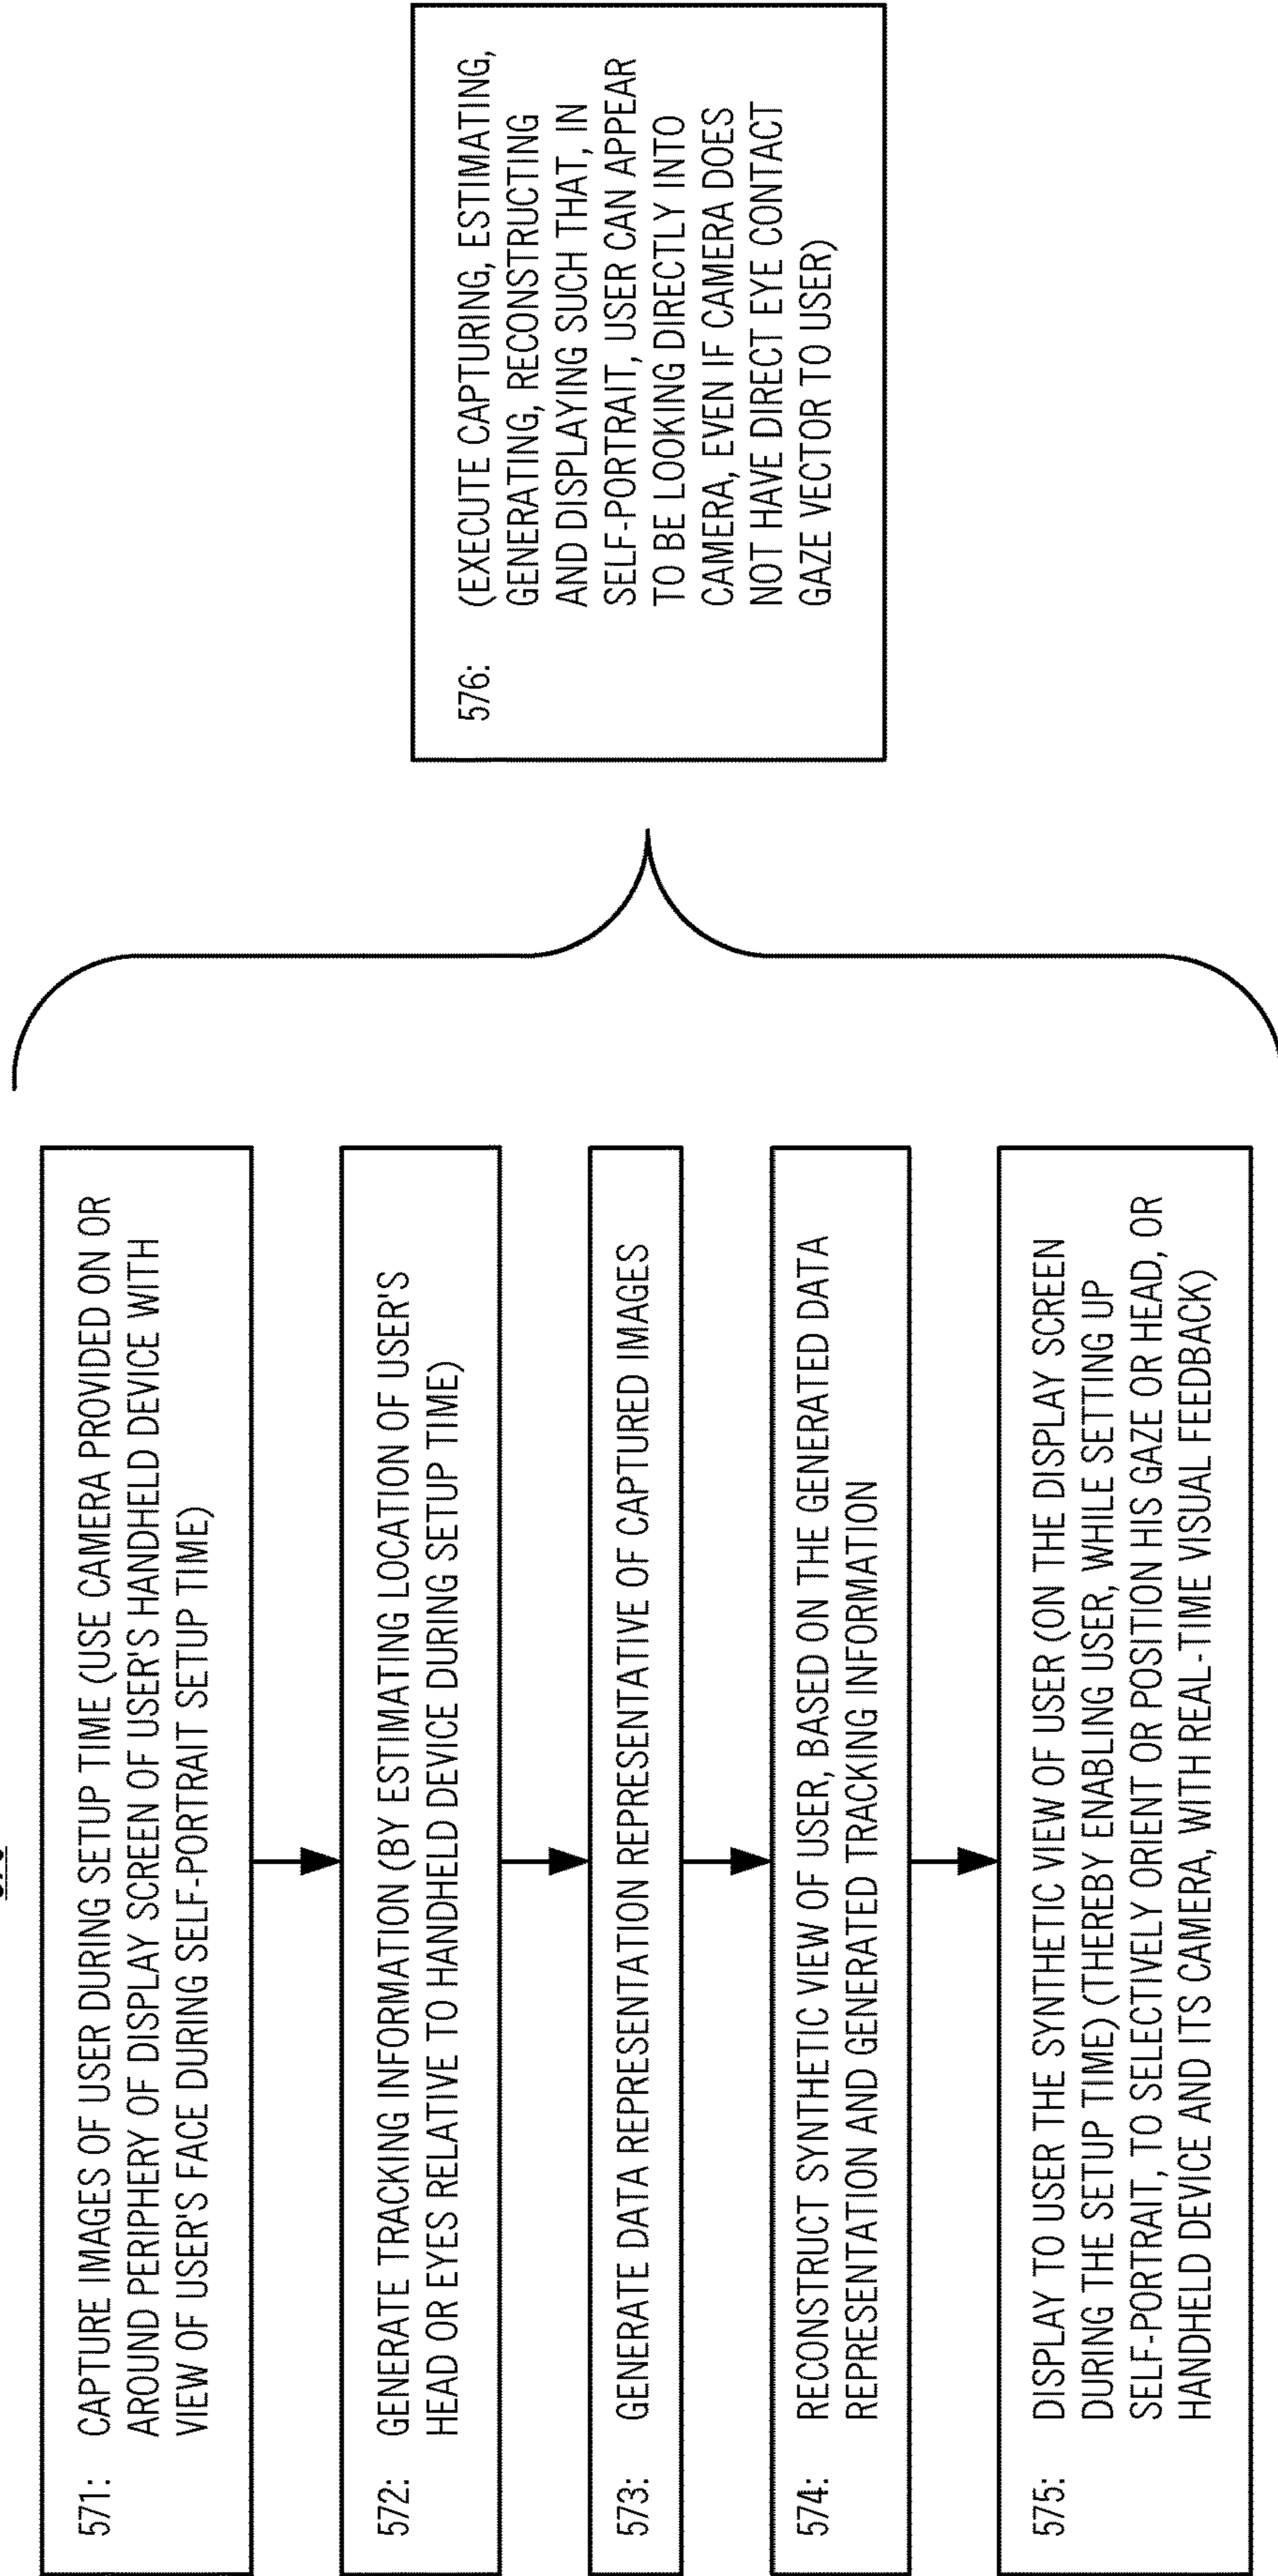 571: CAPTURE IMAGES OF USER DURING SETUP TIME (USE CAMERA PROVIDED ON OR
AROUND PERIPHERY OF DISPLAY SCREEN OF USER'S HANDHELD DEVICE WITH
VIEW OF USER'S FACE DURING SELF-PORTRAIT SETUP TIME)
572: GENERATE TRACKING INFORMATION (BY ESTIMATING LOCATION OF USER'S
HEAD OR EYES RELATIVE TO HANDHELD DEVICE DURING SETUP TIME)
573: GENERATE DATA REPRESENTATION REPRESENTATIVE OF CAPTURED IMAGES
574: RECONSTRUCT SYNTHETIC VIEW OF USER, BASED ON THE GENERATED DATA
REPRESENTATION AND GENERATED TRACKING INFORMATION
575: DISPLAY TO USER THE SYNTHETIC VIEW OF USER (ON THE DISPLAY SCREEN
DURING THE SETUP TIME) (THEREBY ENABLING USER, WHILE SETTING UP
SELF-PORTRAIT, TO SELECTIVELY ORIENT OR POSITION HIS GAZE OR HEAD, OR
HANDHELD DEVICE AND ITS CAMERA, WITH REAL-TIME VISUAL FEEDBACK)
576: (EXECUTE CAPTURING, ESTIMATING,
GENERATING, RECONSTRUCTING
AND DISPLAYING SUCH THAT, IN
SELF-PORTRAIT, USER CAN APPEAR
TO BE LOOKING DIRECTLY INTO
CAMERA, EVEN IF CAMERA DOES
NOT HAVE DIRECT EYE CONTACT
GAZE VECTOR TO USER)